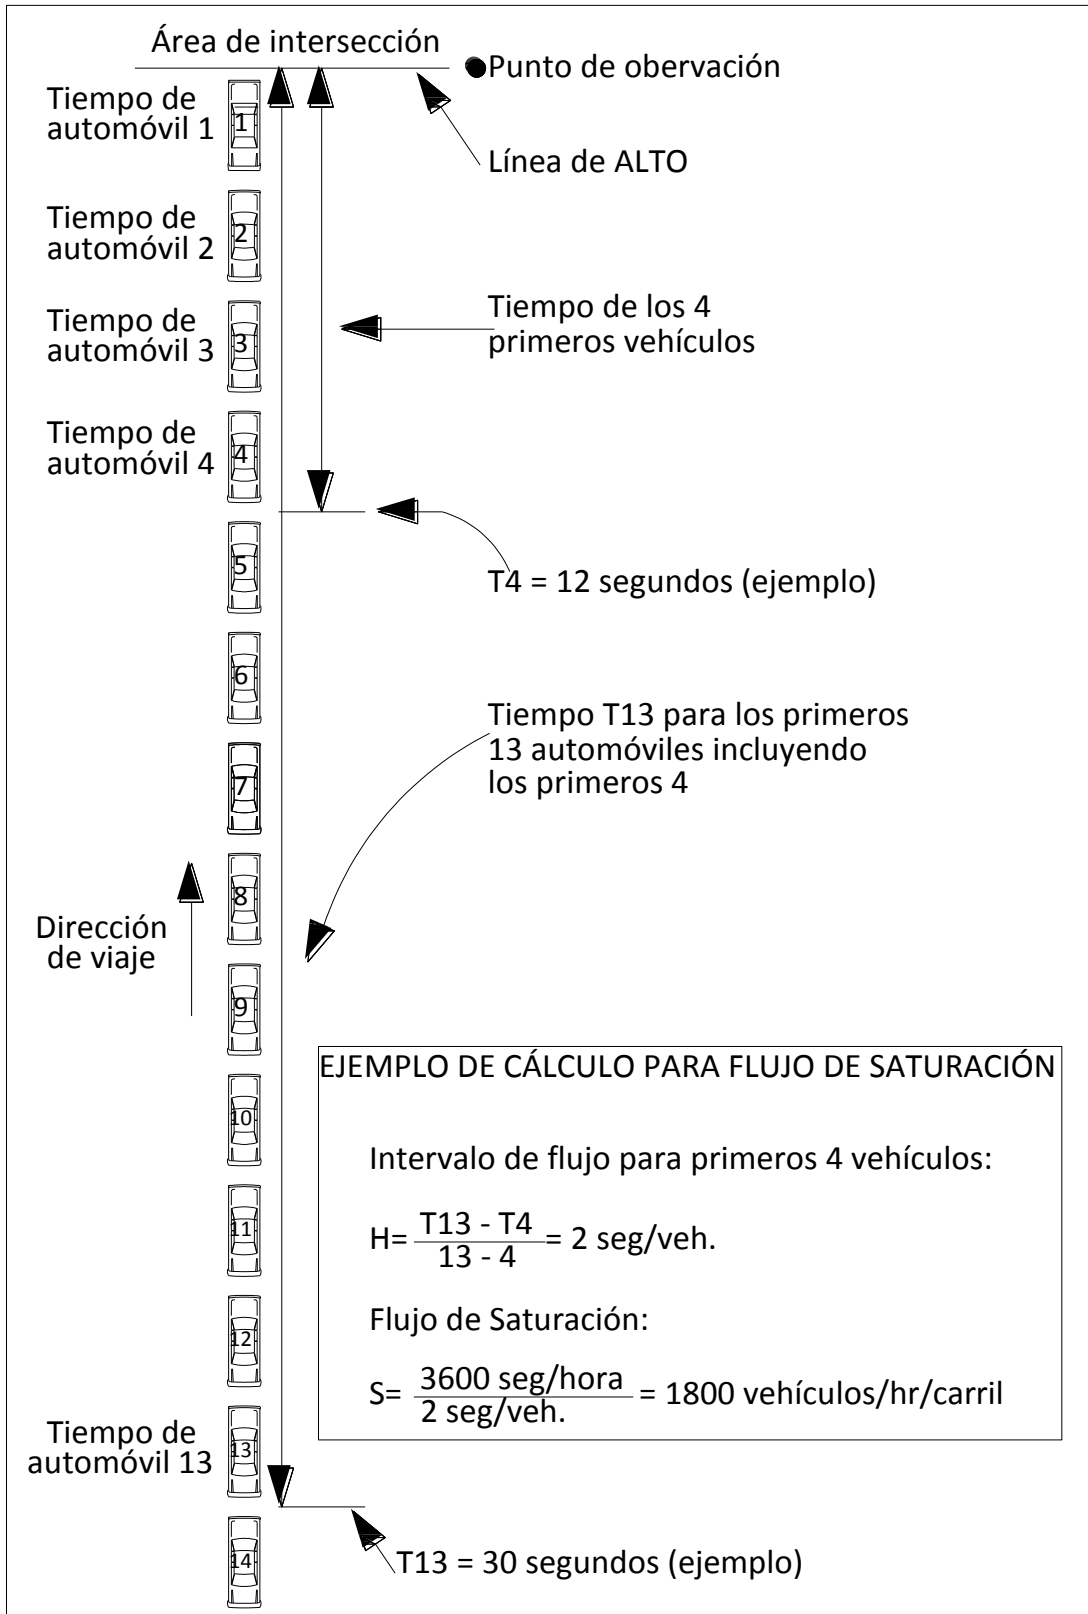 Área de intersección
Punto de obervación
Tiempo de
automóvil 1
1
Línea de ALTO
Tiempo de
automóvil 2
2
Tiempo de
automóvil 3
3
Tiempo de los 4
primeros vehículos
Tiempo de
automóvil 4
4
5
T4 = 12 segundos (ejemplo)
6
Tiempo T13 para los primeros
13 automóviles incluyendo
los primeros 4
7
8
Dirección
de viaje
9
EJEMPLO DE CÁLCULO PARA FLUJO DE SATURACIÓN
10
Intervalo de flujo para primeros 4 vehículos:
11
H= T13 - T4 = 2 seg/veh.
13 - 4
12
Flujo de Saturación:
S= 3600 seg/hora = 1800 vehículos/hr/carril
2 seg/veh.
Tiempo de
automóvil 13
13
14
T13 = 30 segundos (ejemplo)